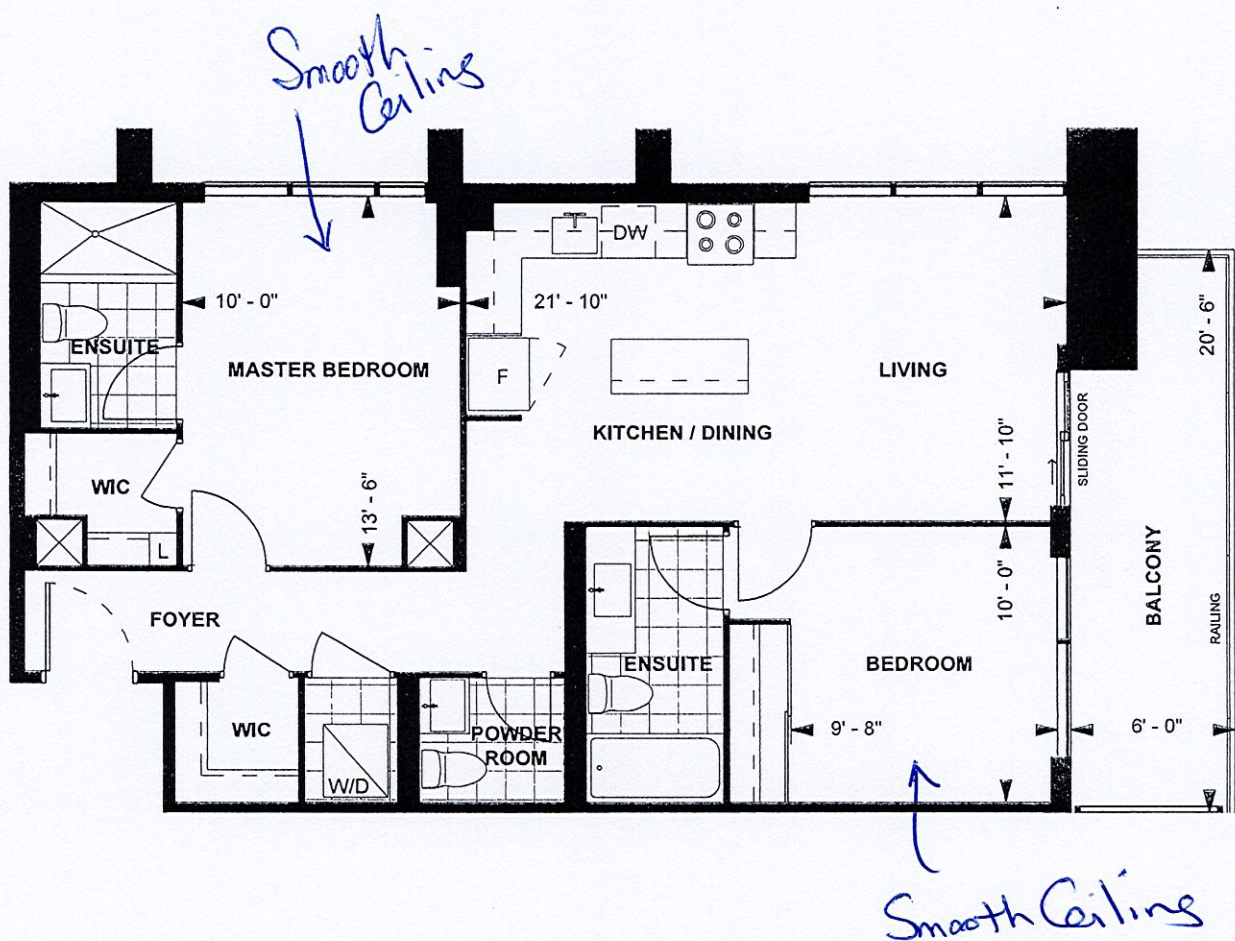 Smooth
Ceiling
DW
10' - 0"
21' - 10"
20' - 6"
ENSUITE
MASTER BEDROOM
F
LIVING
SLIDING DOOR
KITCHEN / DINING
11' - 10"
WIC
13' - 6"
L
10' - 0"
BALCONY
RAILING
FOYER
ENSUITE
BEDROOM
WIC
POWDER
ROOM
9' - 8"
6' - 0"
W/D
Smooth Ceiling